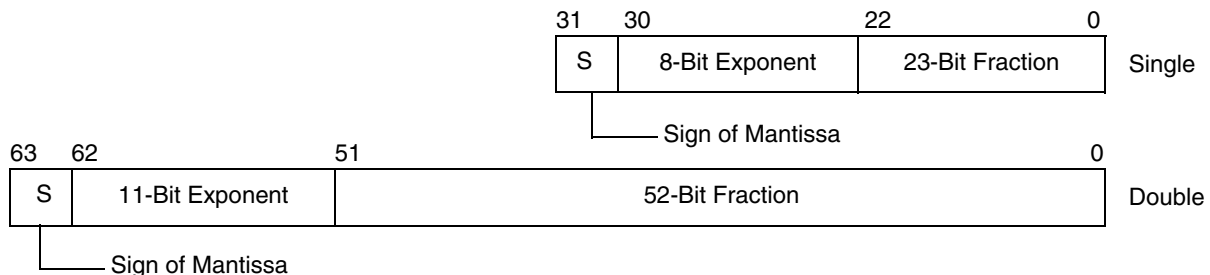 31 30 22 0
S 8-Bit Exponent 23-Bit Fraction Single
Sign of Mantissa
63 62 51 0
S 11-Bit Exponent 52-Bit Fraction Double
Sign of Mantissa